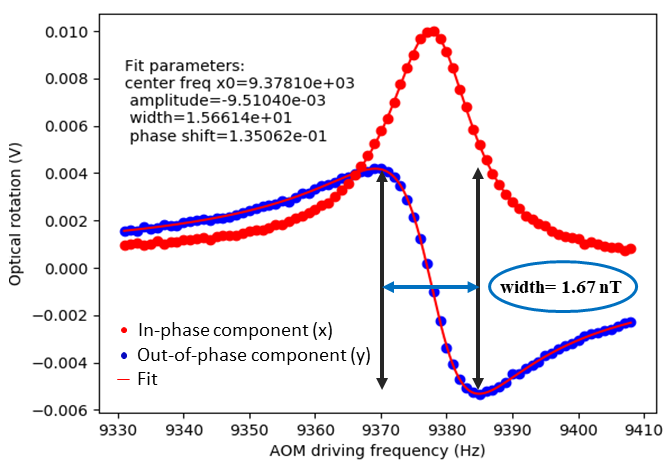 Optical rotation (V)
0.010
0.008
0.006
0.004
0.002
0.000
−0.002
−0.004
−0.006
Fit parameters:
center freq x0=9.37810e+03
amplitude=-9.51040e-03
width=1.56614e+01
phase shift=1.35062e-01
width= 1.67 nT
In-phase component (x)
Out-of-phase component (y)
Fit
9330 9340 9350 9360 9370 9380 9390 9400 9410
AOM driving frequency (Hz)